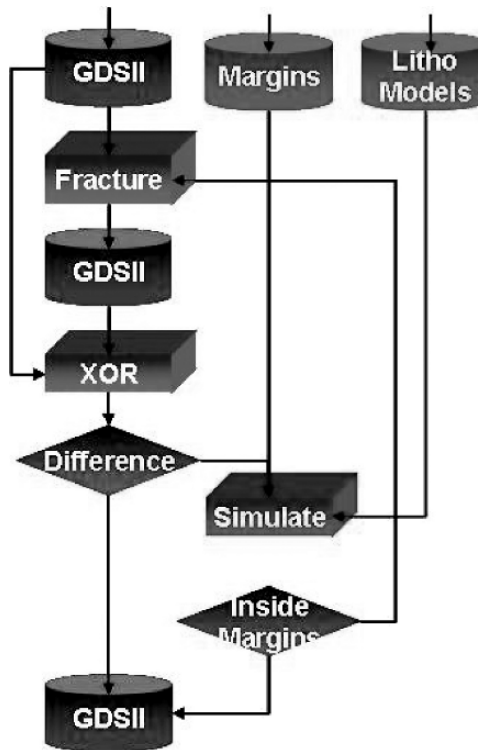 GDSII
Margins
Litho
Models
Fracture
GDSII
XOR
Difference
Simulate
Inside
Margins
GDSII